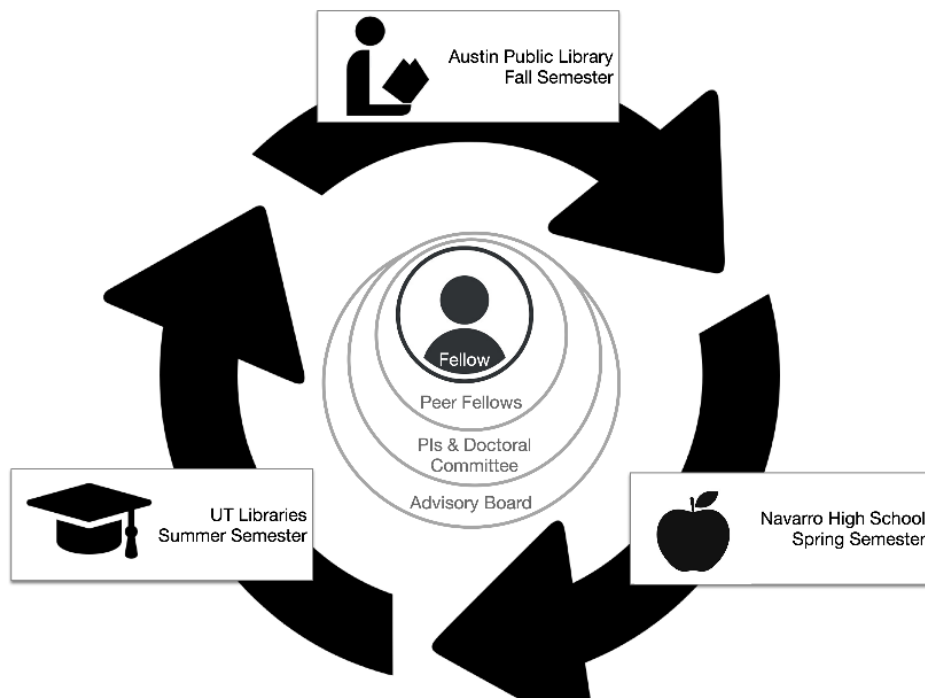 Austin Public Library
Fall Semester
Fellow
Peer Fellows
PIs & Doctoral
Committee
Advisory Board
UT Libraries
Summer Semester
Navarro High School
Spring Semester